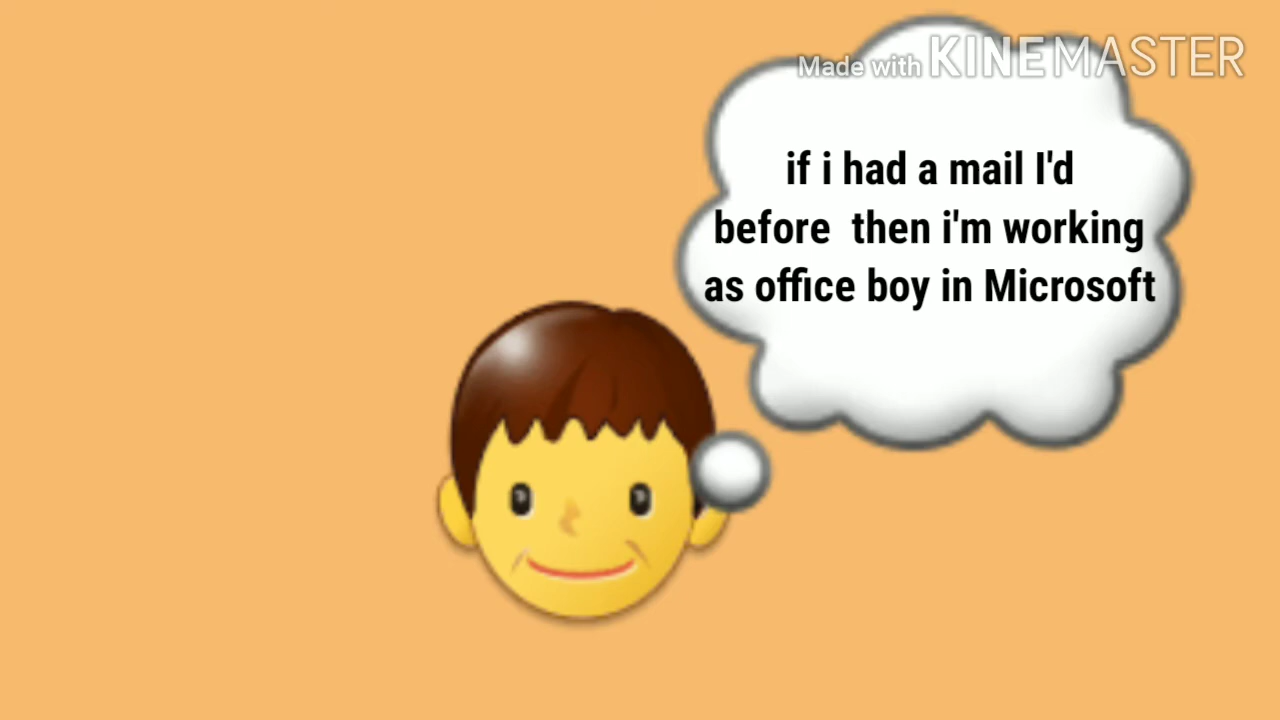 Made with KINEMASTER
if i had a mail I'd
before then i'm working
as office boy in Microsoft